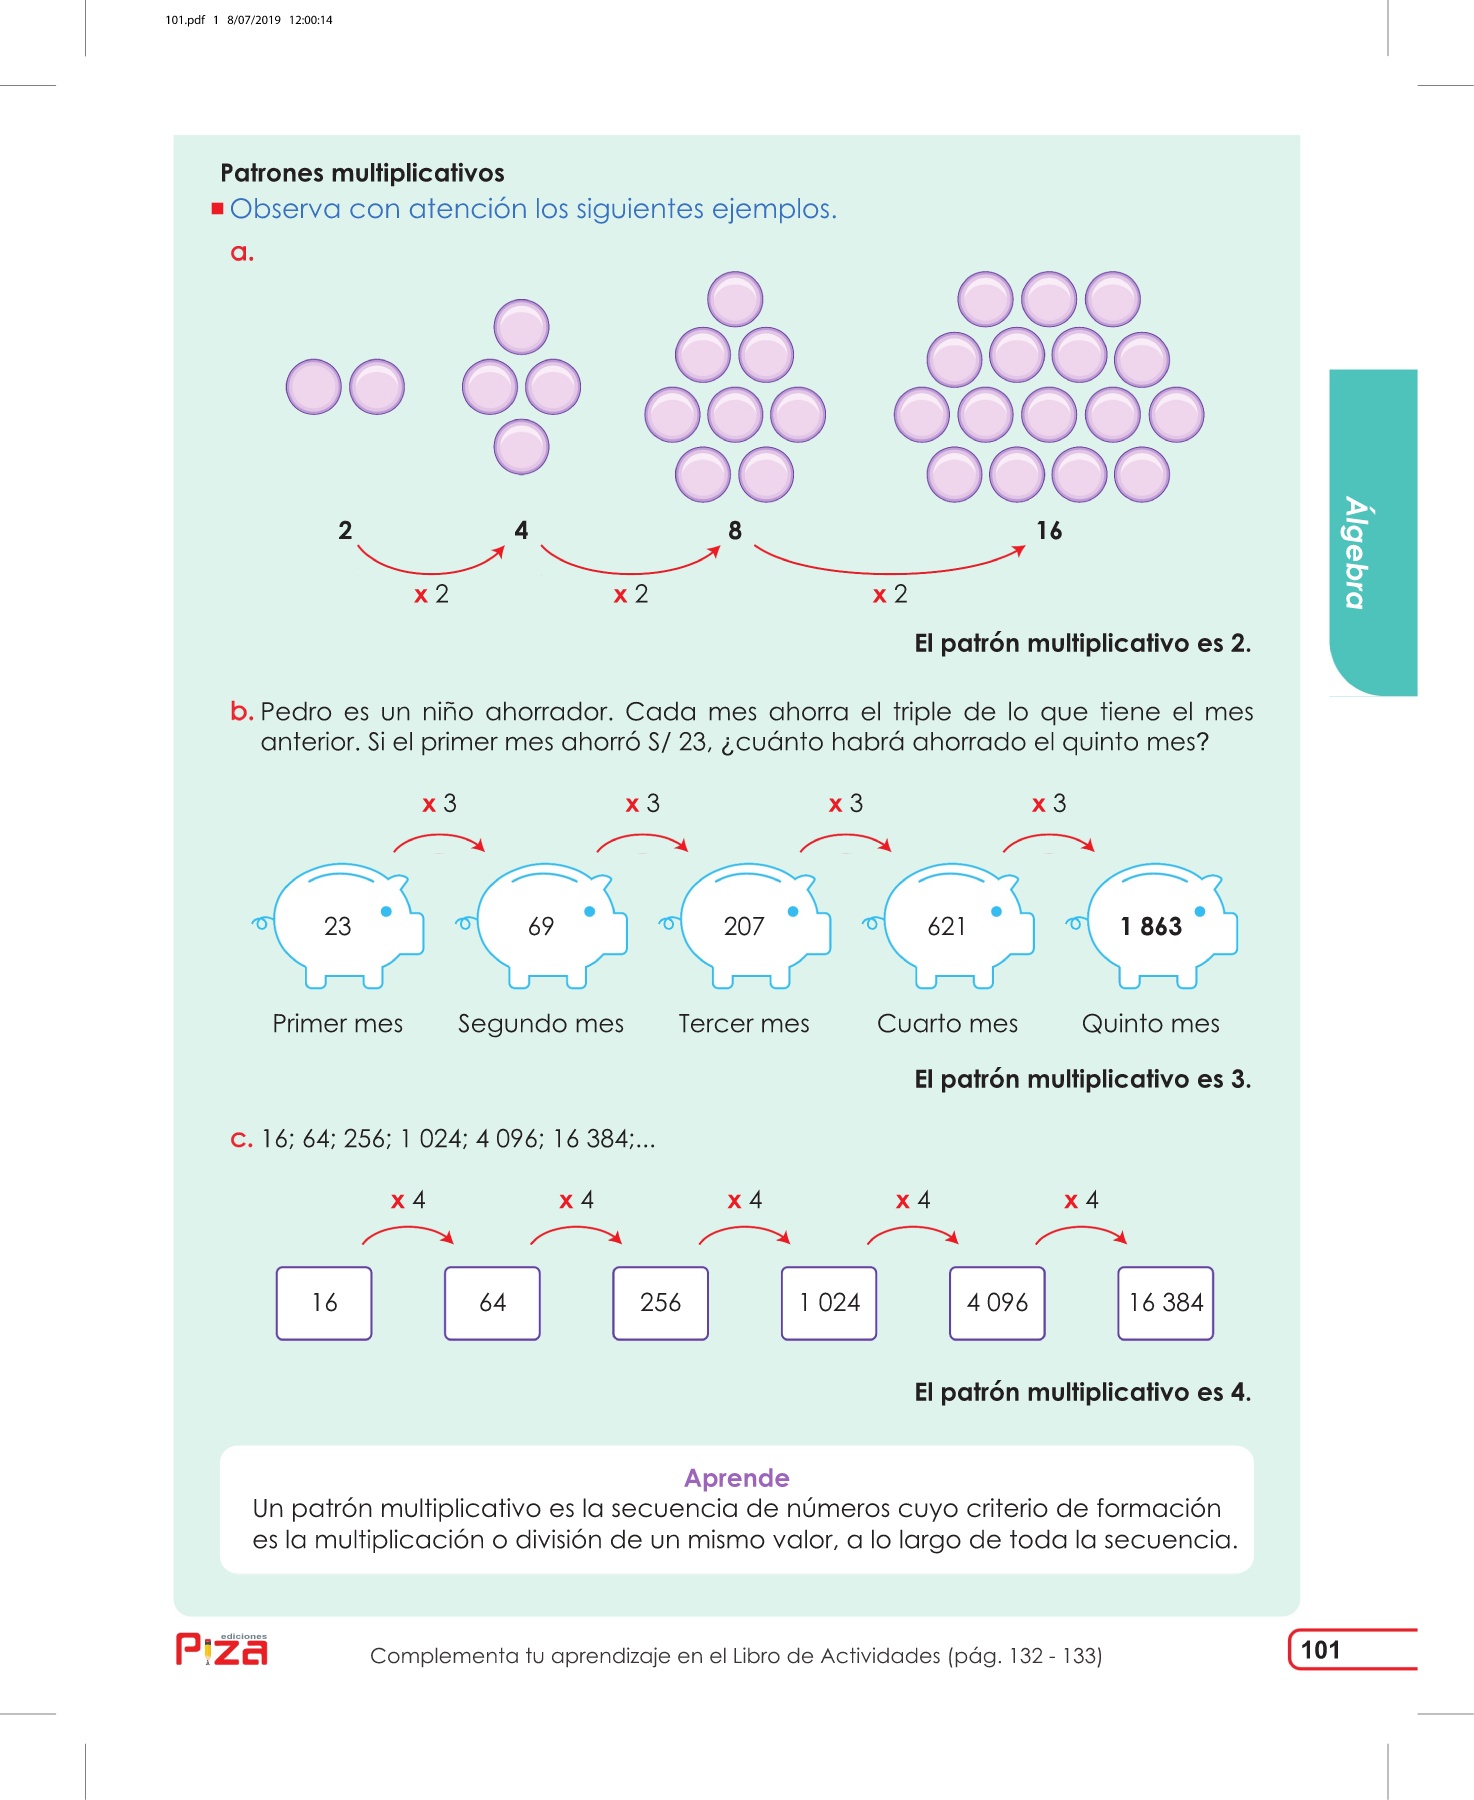 101.pdf 1 8/07/2019 12:00:14
Patrones multiplicativos
Observa con atención los siguientes ejemplos.
a.
2 4 8 16
x 2 x 2 x 2
El patrón multiplicativo es 2.
b. Pedro es un niño ahorrador. Cada mes ahorra el triple de lo que tiene el mes
anterior. Si el primer mes ahorró S/ 23, ¿cuánto habrá ahorrado el quinto mes?
x 3 x 3 x 3 x 3
23 69 207 621 1 863
Primer mes Segundo mes Tercer mes Cuarto mes Quinto mes
El patrón multiplicativo es 3.
c. 16; 64; 256; 1 024; 4 096; 16 384;...
x 4 x 4 x 4 x 4 x 4
16 64 256 1 024 4 096 16 384
El patrón multiplicativo es 4.
Aprende
Un patrón multiplicativo es la secuencia de números cuyo criterio de formación
es la multiplicación o división de un mismo valor, a lo largo de toda la secuencia.
Álgebra
ediciones
Piza
Complementa tu aprendizaje en el Libro de Actividades (pág. 132 - 133)
101